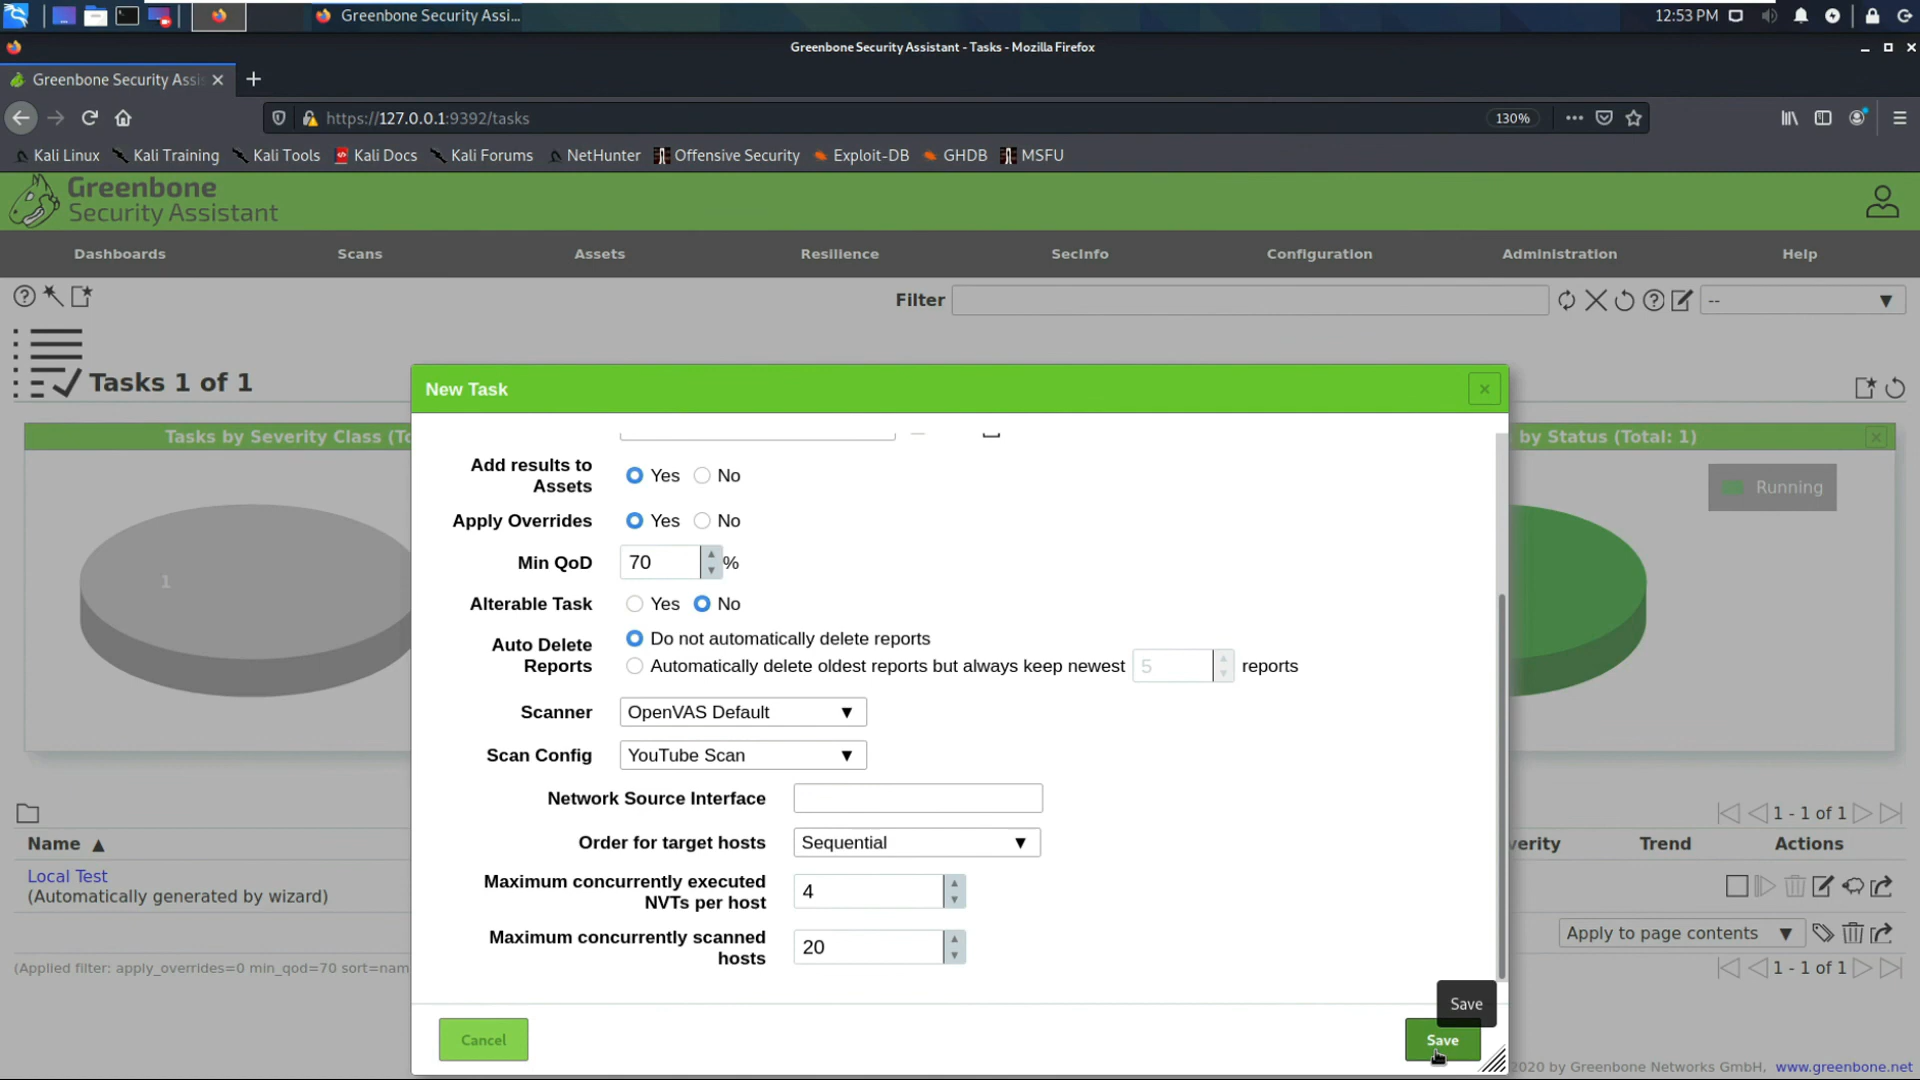 Greenbone Security Assi...
12:53 PM
Greenbone Security Assistant - Tasks - Mozilla Firefox
Greenbone Security Assis
https://127.0.0.1:9392/tasks
130%
Kali Linux
Kali Training
Kali Tools
Kali Docs
Kali Forums
NetHunter
Offensive Security
Exploit-DB
GHDB
MSFU
Greenbone
Security Assistant
Dashboards
Scans
Assets
Resilience
SecInfo
Configuration
Administration
Help
Filter
--
Tasks 1 of 1
New Task
Tasks by Severity Class (To
by Status (Total: 1)
Running
1
Add results to
Assets
Yes
No
Apply Overrides
Yes
No
Min QoD
70
%
Alterable Task
Yes
No
Auto Delete
Reports
Do not automatically delete reports
Automatically delete oldest reports but always keep newest 5 reports
Scanner
OpenVAS Default
Scan Config
YouTube Scan
Network Source Interface
Order for target hosts
Sequential
Maximum concurrently executed
NVTs per host
4
Maximum concurrently scanned
hosts
20
1 - 1 of 1
Name
verity
Trend
Actions
Local Test
(Automatically generated by wizard)
Apply to page contents
(Applied filter: apply_overrides=0 min_qod=70 sort=nam
1 - 1 of 1
Save
Cancel
Save
2020 by Greenbone Networks GmbH, www.greenbone.net